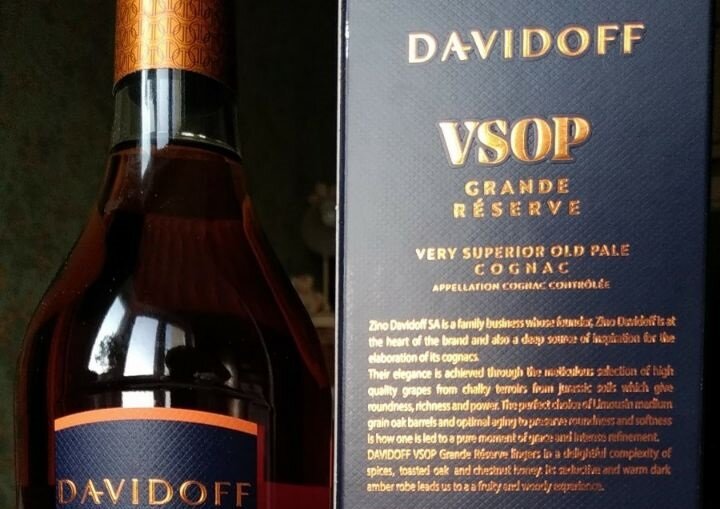 DAVIDOFF
VSOP
GRANDE
RÉSERVE
VERY SUPERIOR OLD PALE
COGNAC
APPELLATION COGNAC CONTRÔLÉE
Zino Davidoff SA is a family business whose founder, Zino Davidoff is at
the heart of the brand and also a deep source of inspiration for the
elaboration of its cognacs.
Their elegance is achieved through the meticulous selection of high
quality grapes from chalky terroirs from jurassic soils which give
roundness, richness and power. The perfect choice of Limousin medium
grain oak barrels and optimal aging to preserve roundness and softness
is how one is led to a pure moment of grace and intense refinement.
DAVIDOFF VSOP Grande Réserve lingers in a delightful complexity of
spices, toasted oak and chestnut honey. Its seductive and warm dark
amber robe leads us to a a fruity and woody experience.
DAVIDOFF